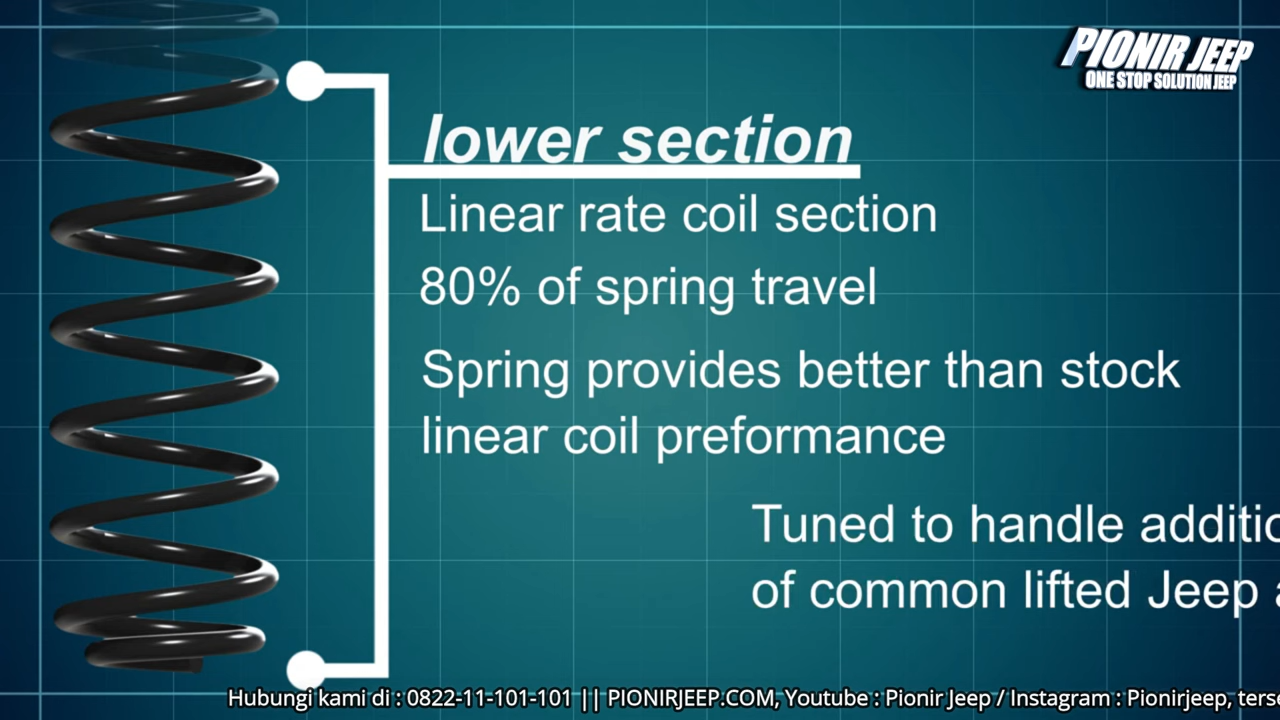 PIONIR JEEP
ONE STOP SOLUTION JEEP
lower section
Linear rate coil section
80% of spring travel
Spring provides better than stock
linear coil preformance
Tuned to handle
of common lifted Jeep
Hubungi kami di : 0822-11-101-101 || PIONIRJEEP.COM, Youtube : Pionir Jeep / Instagram : Pionirjeep,